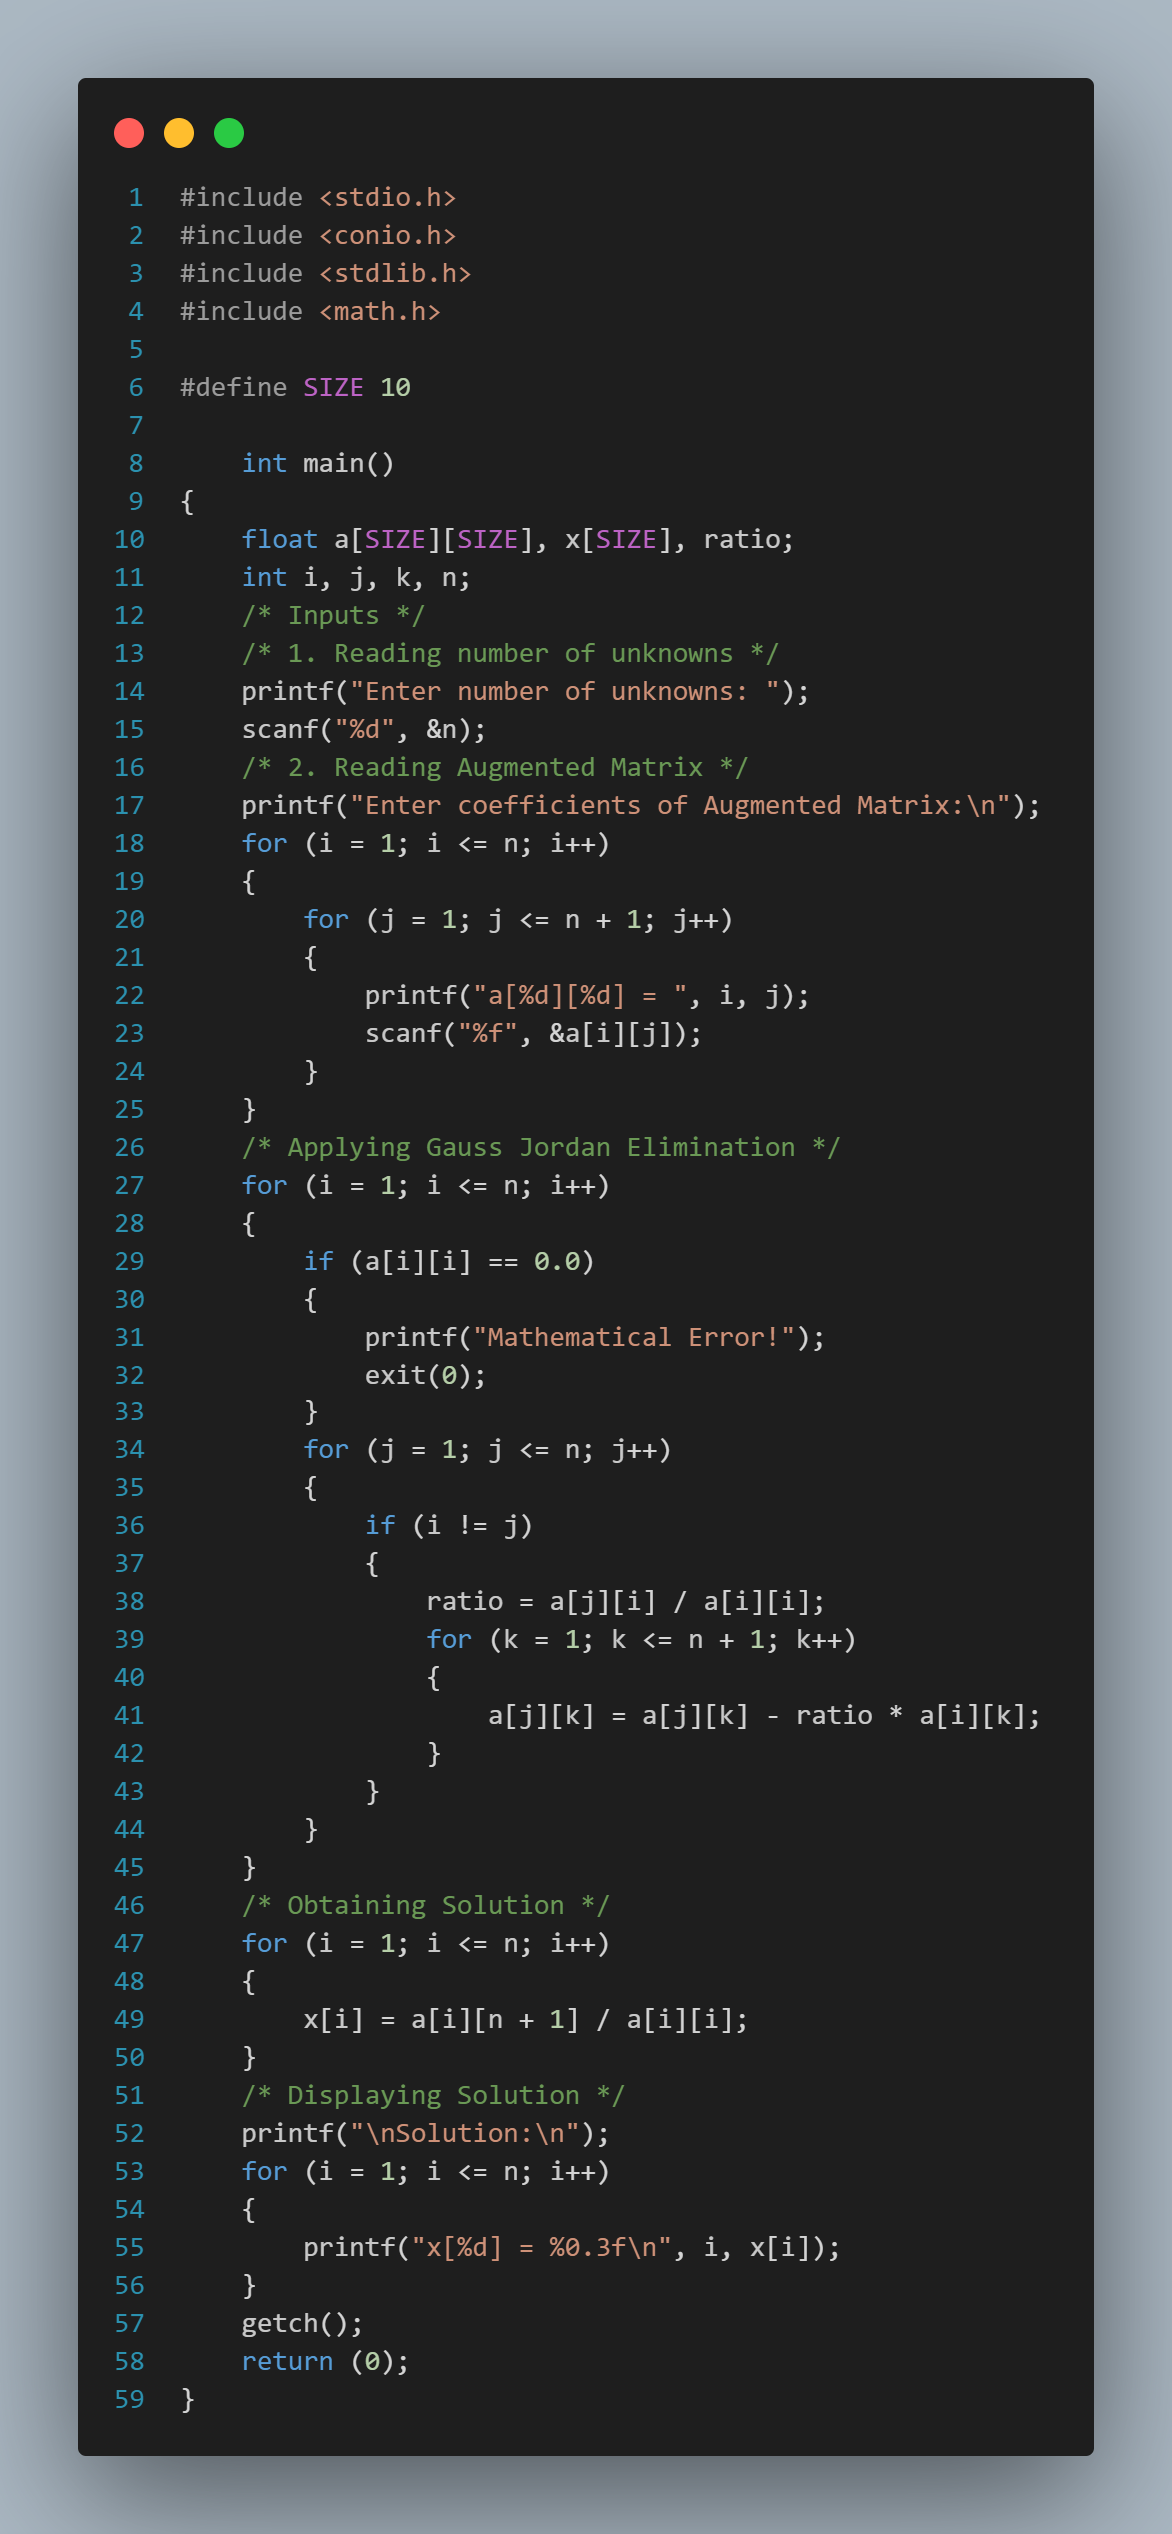 1 #include <stdio.h>
2 #include <conio.h>
3 #include <stdlib.h>
4 #include <math.h>
5
6 #define SIZE 10
7
8     int main()
9 {
10     float a[SIZE][SIZE], x[SIZE], ratio;
11     int i, j, k, n;
12     /* Inputs */
13     /* 1. Reading number of unknowns */
14     printf("Enter number of unknowns: ");
15     scanf("%d", &n);
16     /* 2. Reading Augmented Matrix */
17     printf("Enter coefficients of Augmented Matrix:\n");
18     for (i = 1; i <= n; i++)
19     {
20         for (j = 1; j <= n + 1; j++)
21         {
22             printf("a[%d][%d] = ", i, j);
23             scanf("%f", &a[i][j]);
24         }
25     }
26     /* Applying Gauss Jordan Elimination */
27     for (i = 1; i <= n; i++)
28     {
29         if (a[i][i] == 0.0)
30         {
31             printf("Mathematical Error!");
32             exit(0);
33         }
34         for (j = 1; j <= n; j++)
35         {
36             if (i != j)
37             {
38                 ratio = a[j][i] / a[i][i];
39                 for (k = 1; k <= n + 1; k++)
40                 {
41                     a[j][k] = a[j][k] - ratio * a[i][k];
42                 }
43             }
44         }
45     }
46     /* Obtaining Solution */
47     for (i = 1; i <= n; i++)
48     {
49         x[i] = a[i][n + 1] / a[i][i];
50     }
51     /* Displaying Solution */
52     printf("\nSolution:\n");
53     for (i = 1; i <= n; i++)
54     {
55         printf("x[%d] = %0.3f\n", i, x[i]);
56     }
57     getch();
58     return (0);
59 }